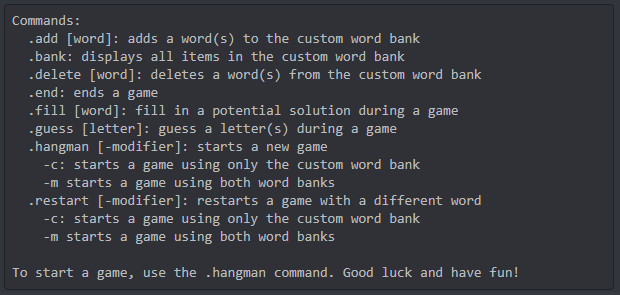 Commands:
  .add [word]: adds a word(s) to the custom word bank
  .bank: displays all items in the custom word bank
  .delete [word]: deletes a word(s) from the custom word bank
  .end: ends a game
  .fill [word]: fill in a potential solution during a game
  .guess [letter]: guess a letter(s) during a game
  .hangman [-modifier]: starts a new game
    -c: starts a game using only the custom word bank
    -m starts a game using both word banks
  .restart [-modifier]: restarts a game with a different word
    -c: starts a game using only the custom word bank
    -m starts a game using both word banks

To start a game, use the .hangman command. Good luck and have fun!